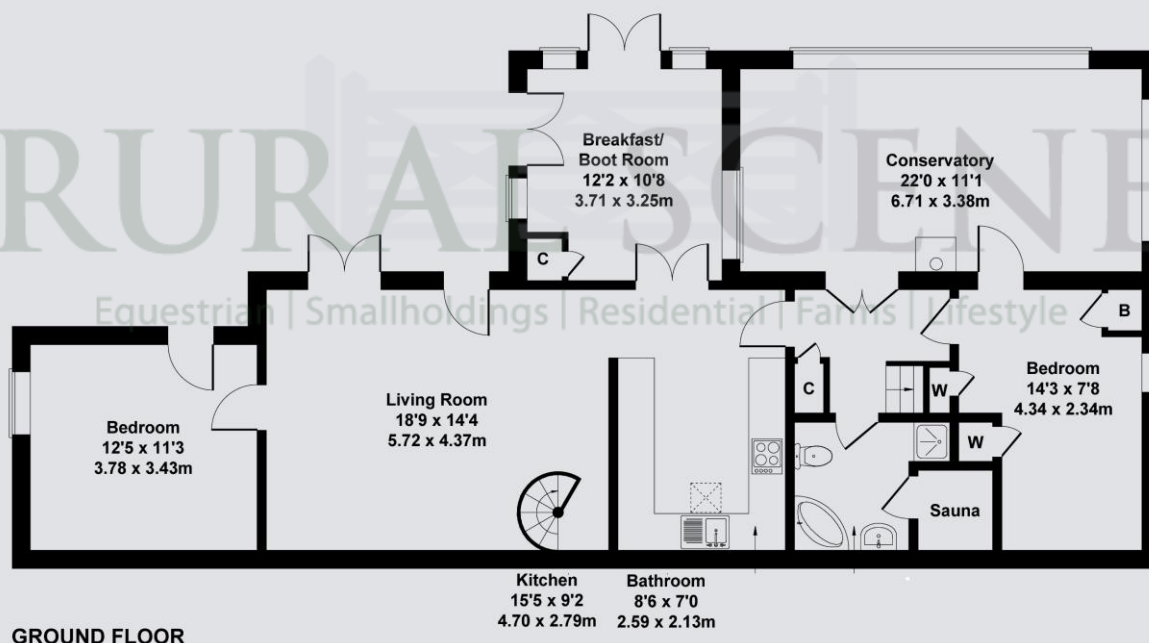 RURAL SCENE
Equestrian | Smallholdings | Residential | Farms | Lifestyle
Breakfast/
Boot Room
12'2 x 10'8
3.71 x 3.25m
Conservatory
22'0 x 11'1
6.71 x 3.38m
C
B
Bedroom
12'5 x 11'3
3.78 x 3.43m
Living Room
18'9 x 14'4
5.72 x 4.37m
C
W
Bedroom
14'3 x 7'8
4.34 x 2.34m
W
Sauna
Kitchen
15'5 x 9'2
4.70 x 2.79m
Bathroom
8'6 x 7'0
2.59 x 2.13m
GROUND FLOOR